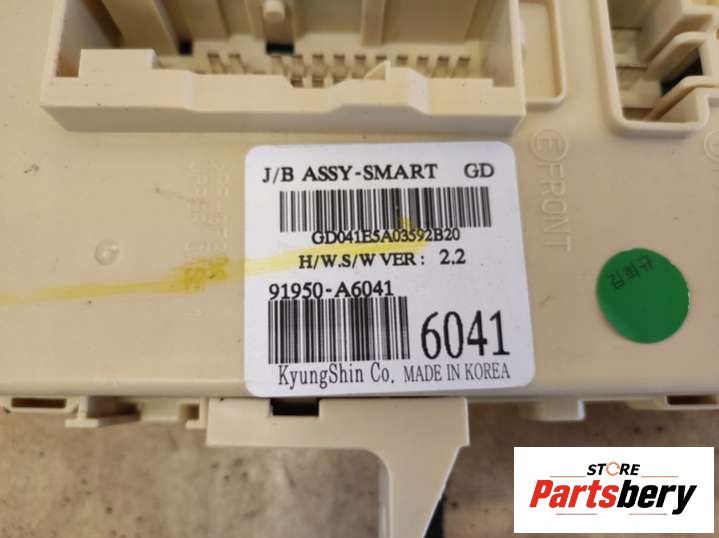 J/B ASSY-SMART GD
GD041E5A03592B20
H/W.S/W VER: 2.2
91950-A6041
6041
KyungShin Co. MADE IN KOREA
E FRONT
STORE
Partsbery